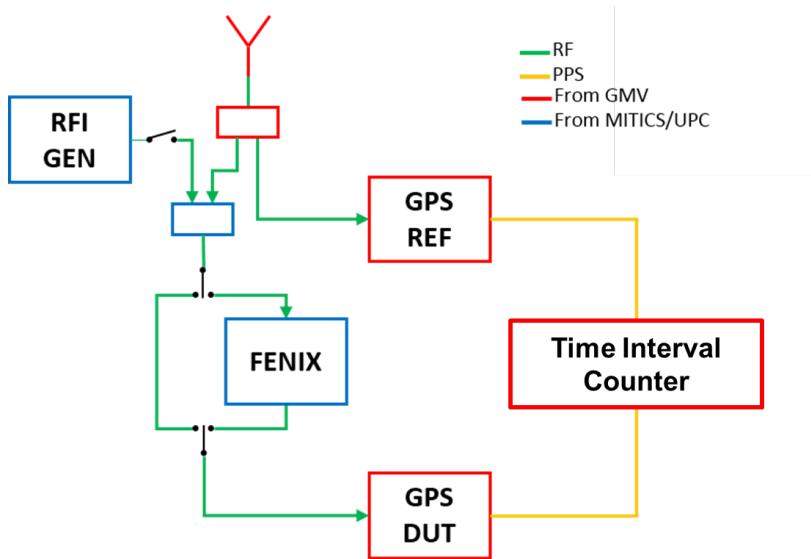 RF
PPS
From GMV
From MITICS/UPC
RFI
GEN
GPS
REF
Time Interval
Counter
FENIX
GPS
DUT